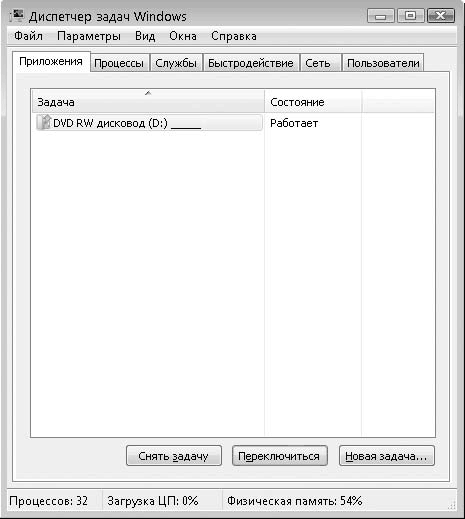 Диспетчер задач Windows
Файл Параметры Вид Окна Справка
Приложения Процессы Службы Быстродействие Сеть Пользователи
Задача Состояние
DVD RW дисковод (D:) _____ Работает
Снять задачу Переключиться Новая задача...
Процессов: 32 Загрузка ЦП: 0% Физическая память: 54%